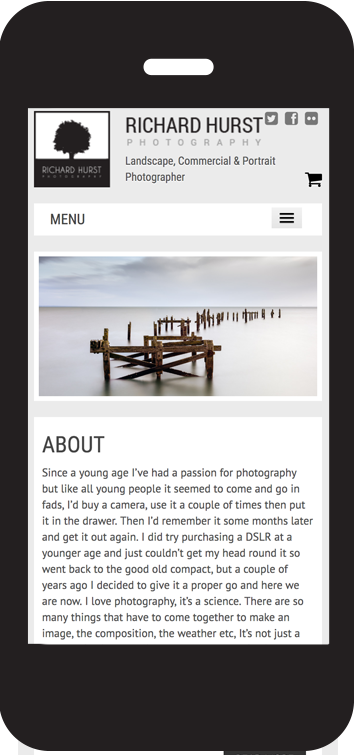 RICHARD HURST
PHOTOGRAPHY
Landscape, Commercial & Portrait
Photographer
RICHARD HURST
PHOTOGRAPHY
MENU
ABOUT
Since a young age I've had a passion for photography
but like all young people it seemed to come and go in
fads, I'd buy a camera, use it a couple of times then put
it in the drawer. Then I'd remember it some months later
and get it out again. I did try purchasing a DSLR at a
younger age and just couldn't get my head round it so
went back to the good old compact, but a couple of
years ago I decided to give it a proper go and here we
are now. I love photography, it's a science. There are so
many things that have to come together to make an
image, the composition, the weather etc, It's not just a